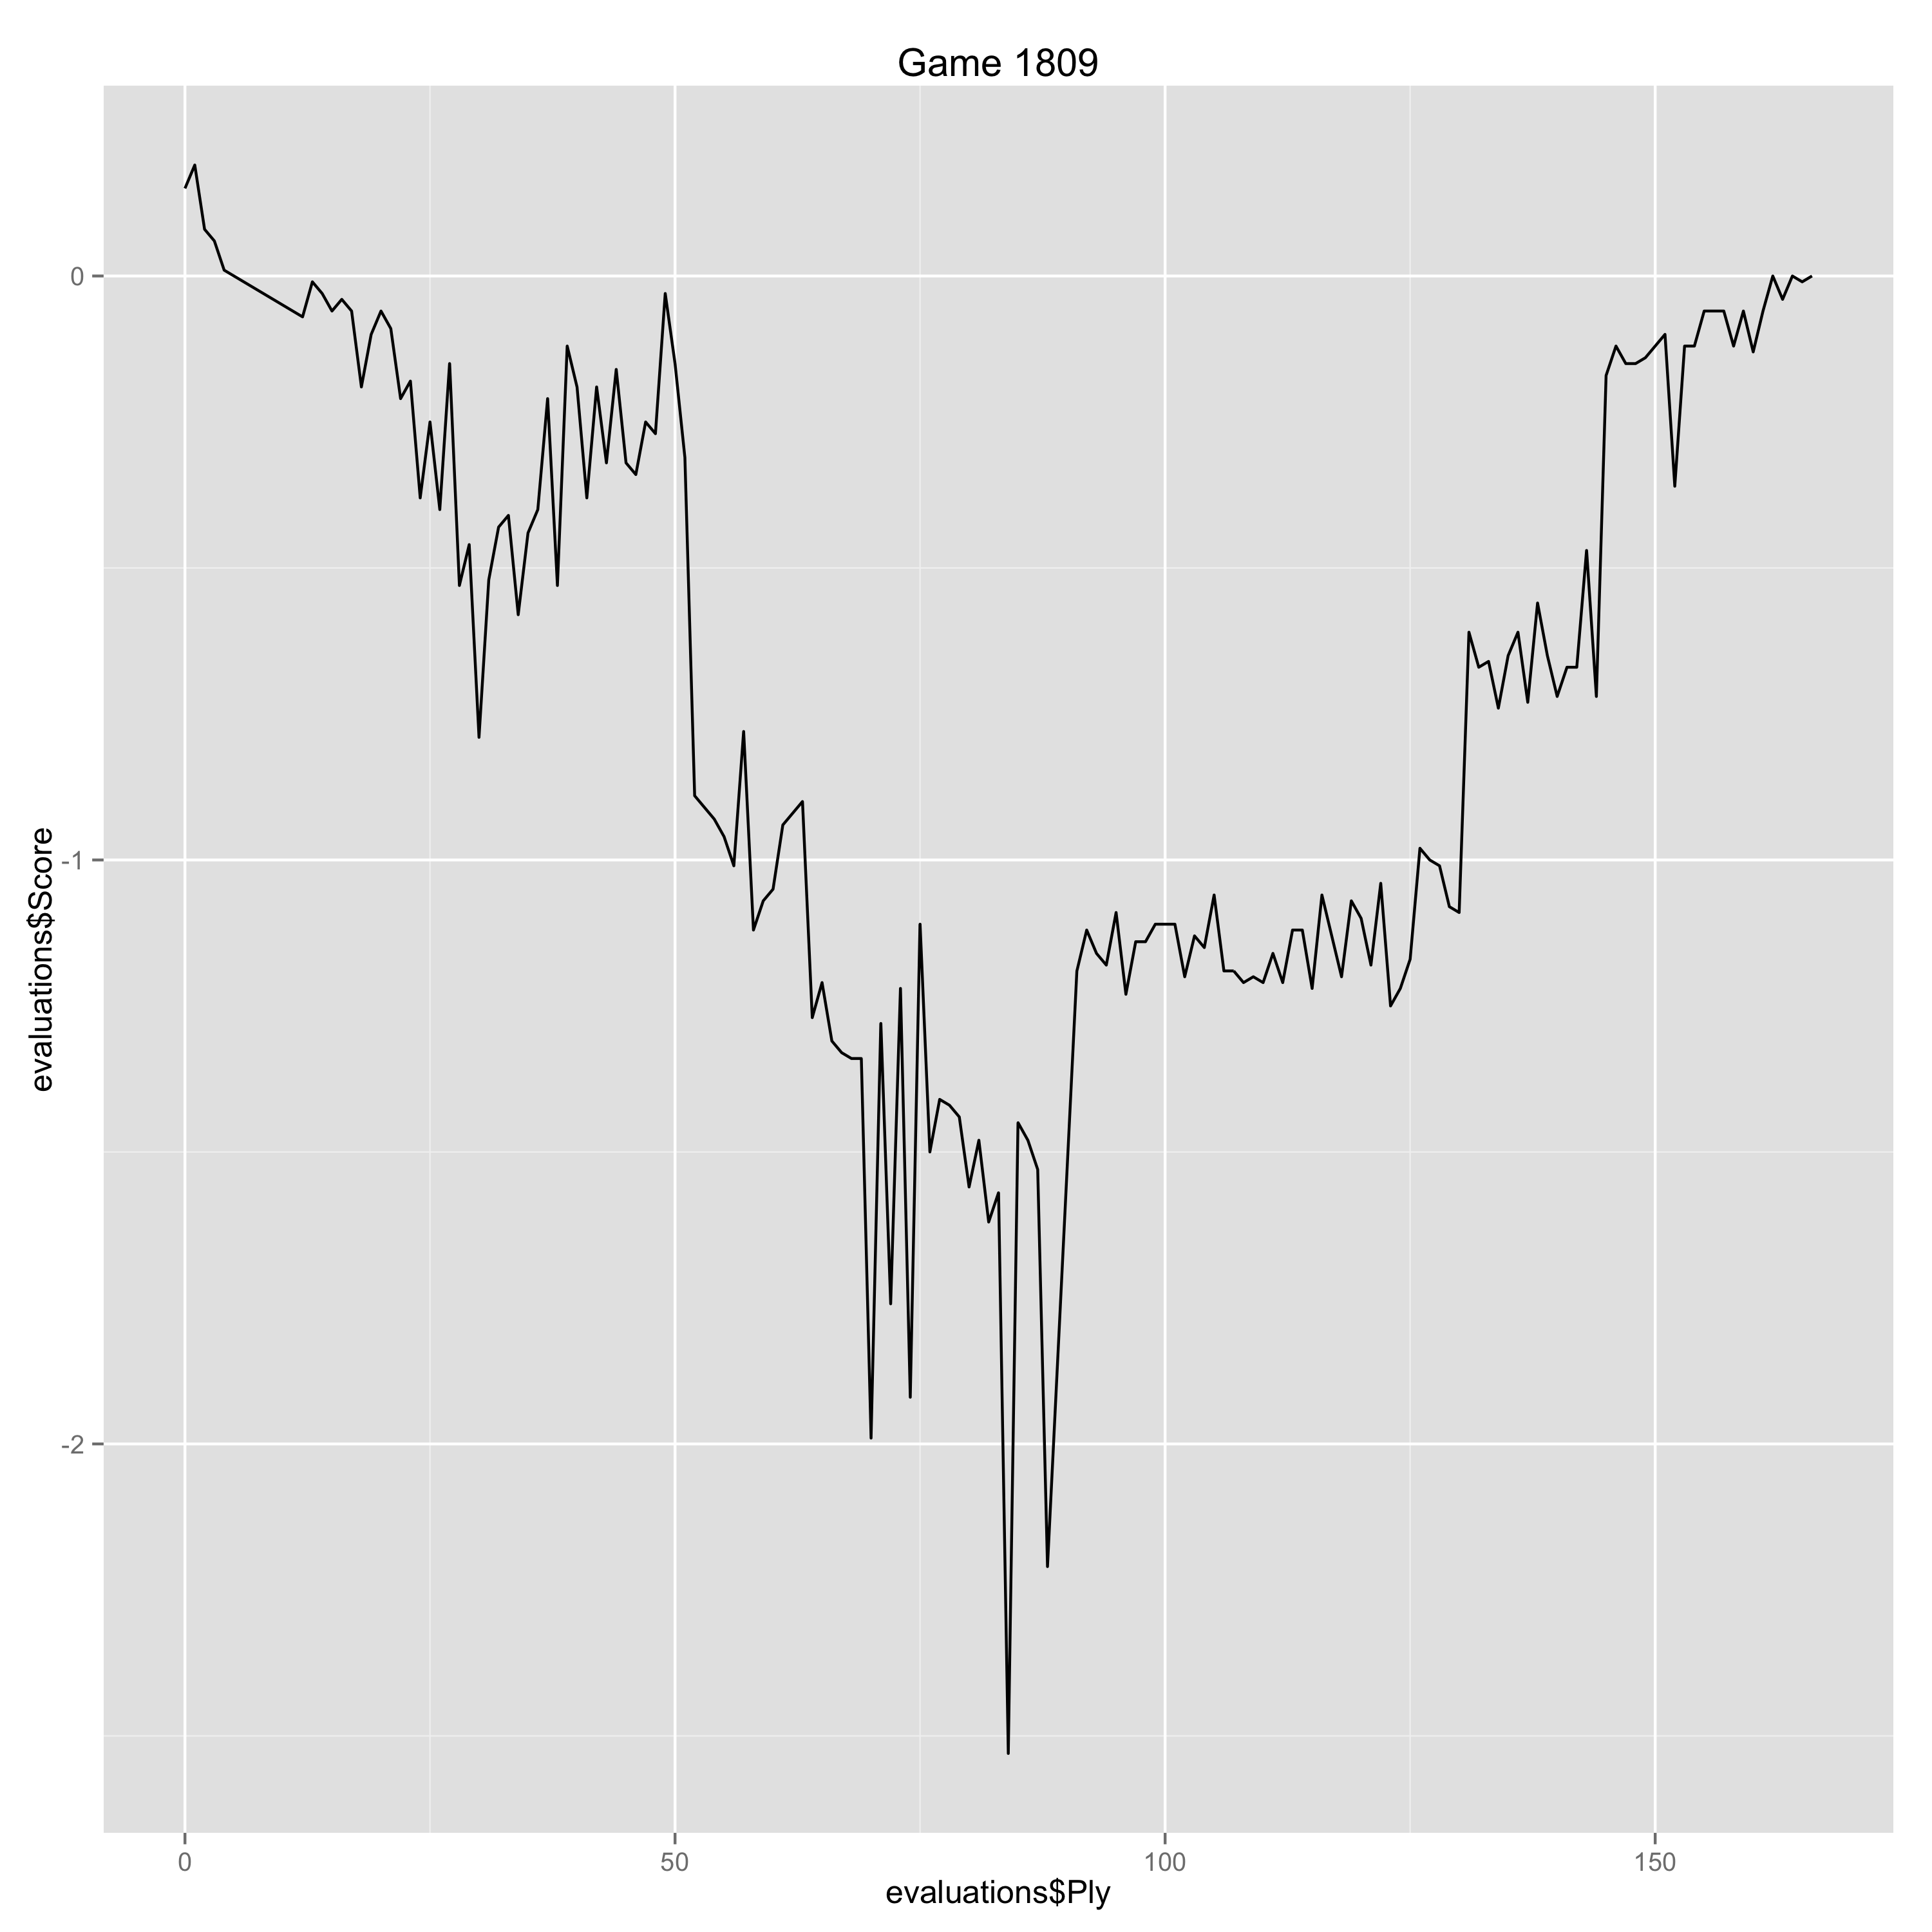 Game 1809
evaluations$Score
0
-1
-2
0 50 100 150
evaluations$Ply